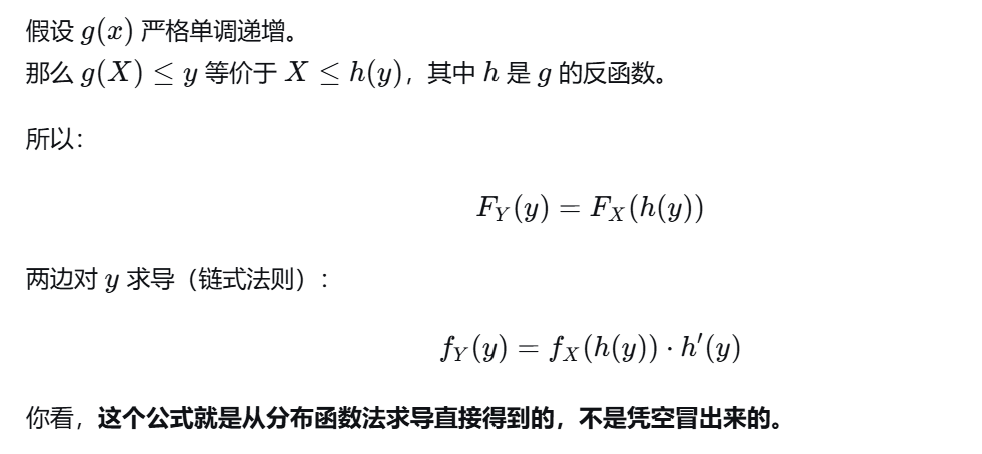 假设 g(x) 严格单调递增。
那么 g(X) ≤ y 等价于 X ≤ h(y)，其中 h 是 g 的反函数。
所以：
F_Y(y) = F_X(h(y))
两边对 y 求导（链式法则）：
f_Y(y) = f_X(h(y)) · h′(y)
你看，这个公式就是从分布函数法求导直接得到的，不是凭空冒出来的。